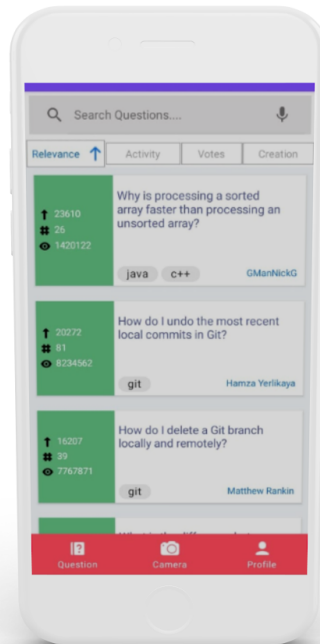 Search Questions....
Relevance
Activity
Votes
Creation
23610
26
1420122
Why is processing a sorted
array faster than processing an
unsorted array?
java
c++
GManNickG
20272
81
8234562
How do I undo the most recent
local commits in Git?
git
Hamza Yerlikaya
16207
39
7767871
How do I delete a Git branch
locally and remotely?
git
Matthew Rankin
Question
Camera
Profile